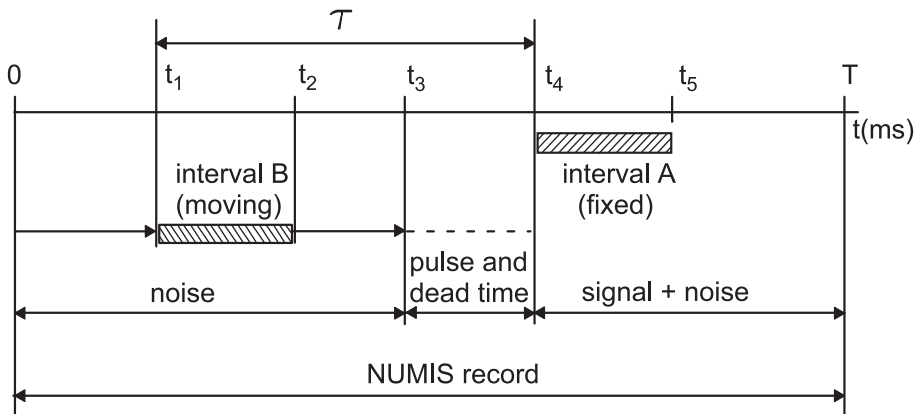 τ
0 t₁ t₂ t₃ t₄ t₅ T
t(ms)
interval B
(moving)
interval A
(fixed)
pulse and
dead time
noise
signal + noise
NUMIS record